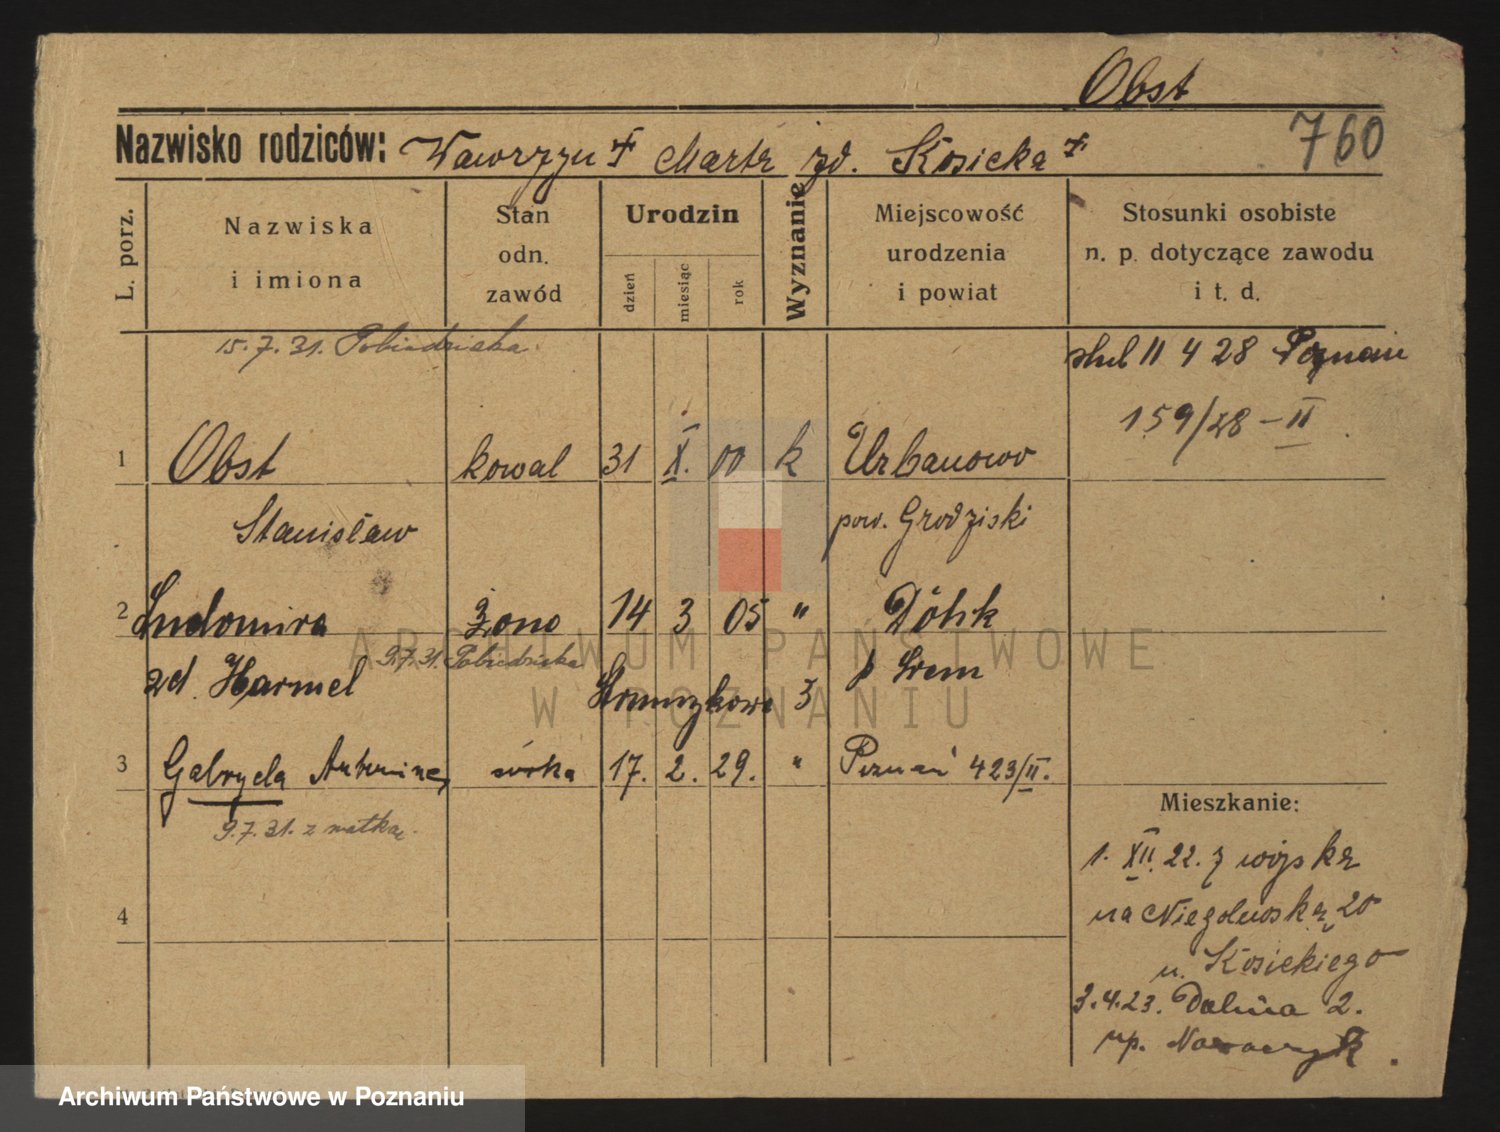 Obst
760
Nazwisko rodziców: Wawrzyn † Marta zd. Kosicka †
L. porz.
Nazwiska
i imiona
Stan
odn.
zawód
Urodzin
dzień
miesiąc
rok
Wyznanie
Miejscowość
urodzenia
i powiat
Stosunki osobiste
n. p. dotyczące zawodu
i t. d.
15.7.31. Pobiedziska
ślub 11 4 28 Poznań
159/28 – II
1 Obst kowal 31 X. 00 k Urbanowo
Stanisław pow. Grodziski
2 Ludomira żona 14 3 05 "
zd. Harmel 9.7.31. Pobiedziska p Śrem
3 Gabryela Antonina, córka 17. 2. 29. " Poznań 423/II.
9.7.31. z matką.
Mieszkanie:
1. XII. 22. z wojska
na Niegolewską 20
u. Kosickiego
4
3.4.23. Dolina 2.
up.
ARCHIWUM PAŃSTWOWE
W POZNANIU
Archiwum Państwowe w Poznaniu